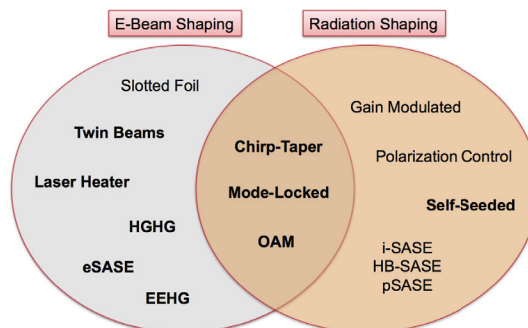 E-Beam Shaping
Radiation Shaping
Slotted Foil
Twin Beams
Laser Heater
HGHG
eSASE
EEHG
Chirp-Taper
Mode-Locked
OAM
Gain Modulated
Polarization Control
Self-Seeded
i-SASE
HB-SASE
pSASE